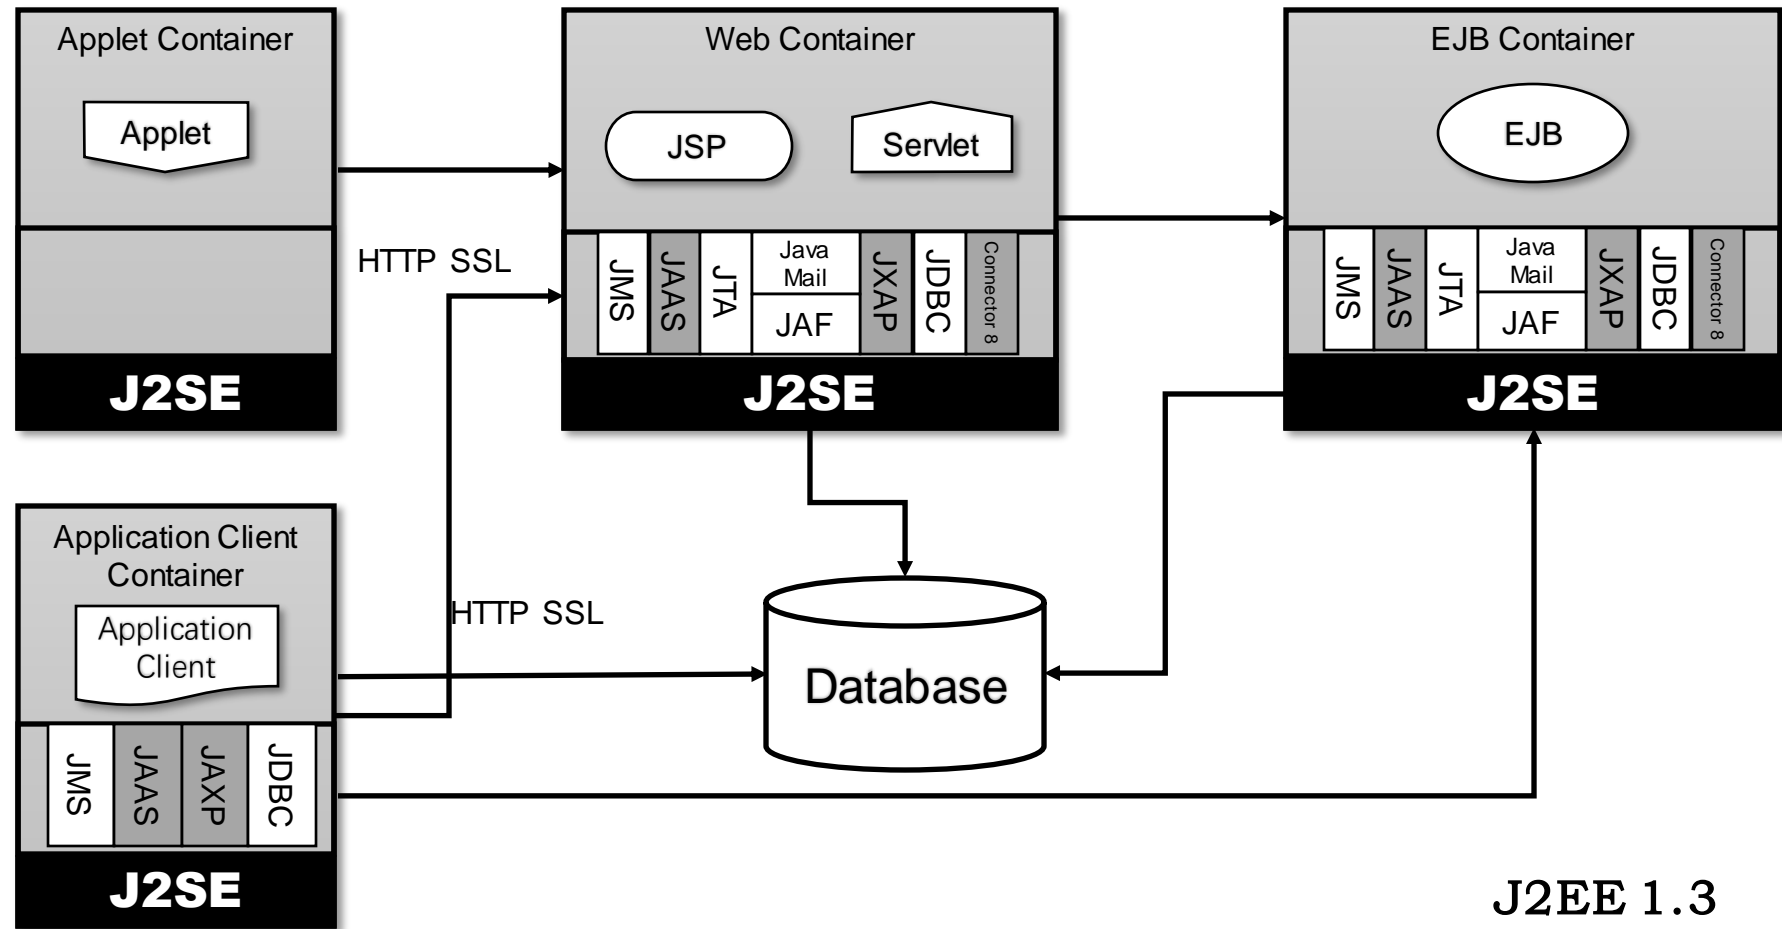 Applet Container
Applet
J2SE
HTTP SSL
Web Container
JSP
Servlet
JMS
JAAS
JTA
Java
Mail
JAF
JXAP
JDBC
Connector 8
J2SE
EJB Container
EJB
JMS
JAAS
JTA
Java
Mail
JAF
JXAP
JDBC
Connector 8
J2SE
Application Client
Container
Application
Client
JMS
JAAS
JAXP
JDBC
J2SE
HTTP SSL
Database
J2EE 1.3